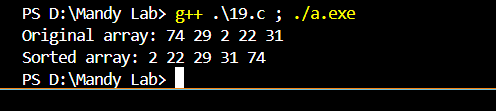 PS D:\Mandy Lab> g++ .\19.c ; ./a.exe
Original array: 74 29 2 22 31
Sorted array: 2 22 29 31 74
PS D:\Mandy Lab>